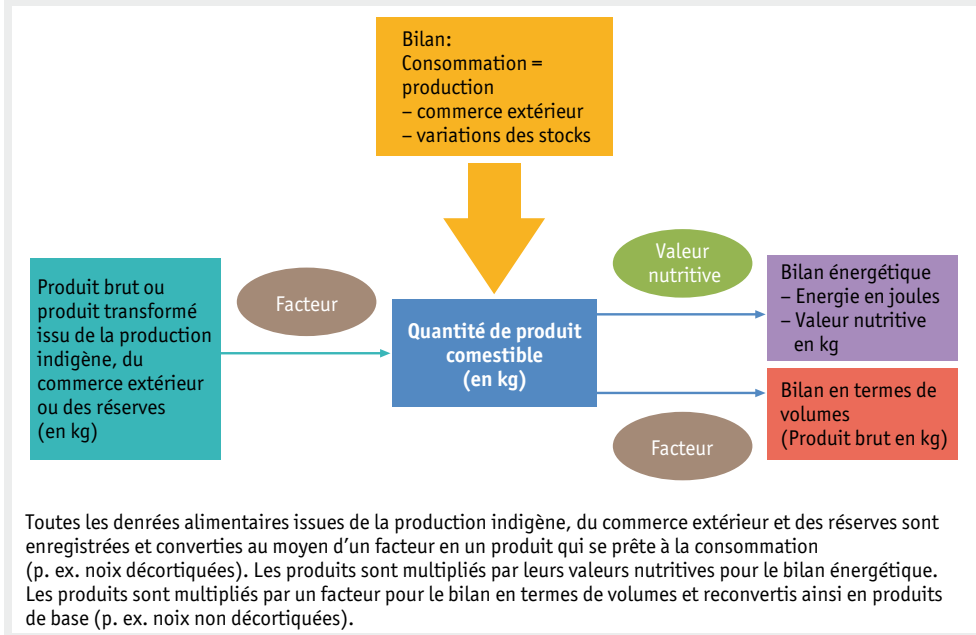 Bilan:
Consommation =
production
– commerce extérieur
– variations des stocks
Produit brut ou
produit transformé
issu de la production
indigène, du
commerce extérieur
ou des réserves
(en kg)
Facteur
Quantité de produit
comestible
(en kg)
Valeur
nutritive
Bilan énergétique
– Energie en joules
– Valeur nutritive
en kg
Facteur
Bilan en termes de
volumes
(Produit brut en kg)
Toutes les denrées alimentaires issues de la production indigène, du commerce extérieur et des réserves sont
enregistrées et converties au moyen d’un facteur en un produit qui se prête à la consommation
(p. ex. noix décortiquées). Les produits sont multipliés par leurs valeurs nutritives pour le bilan énergétique.
Les produits sont multipliés par un facteur pour le bilan en termes de volumes et reconvertis ainsi en produits
de base (p. ex. noix non décortiquées).